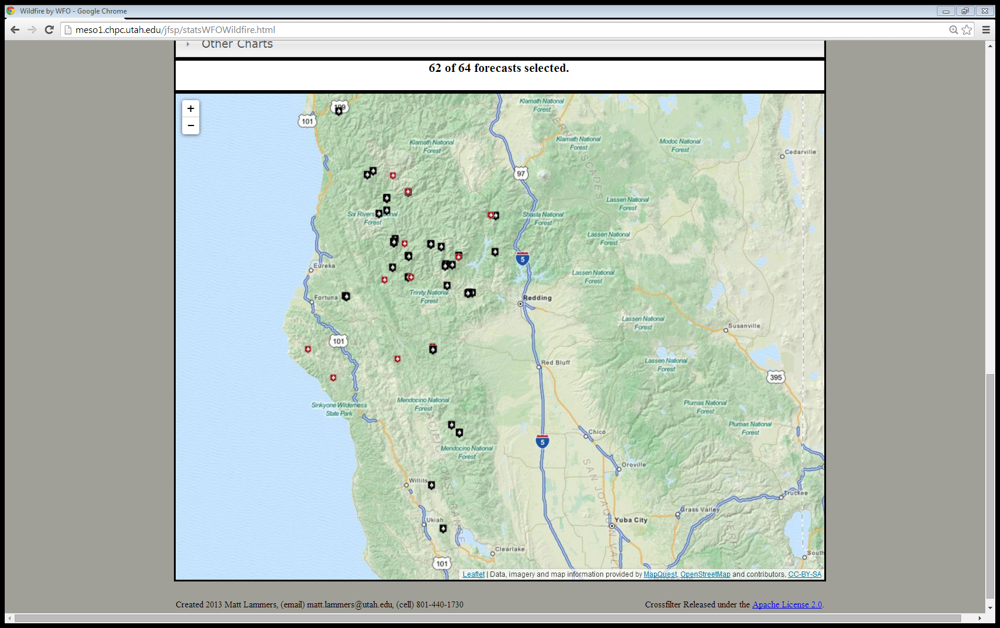 Wildfire by WFO - Google Chrome
meso1.chpc.utah.edu/jfsp/statsWFOWildfire.html
Other Charts
62 of 64 forecasts selected.
+
−
199
101
Klamath National
Forest
Klamath National
Forest
Klamath National
Forest
Modoc National
Forest
Cedarville
97
CASCADES
Lassen National
Forest
Six Rivers National
Forest
Shasta National
Forest
Lassen National
Forest
5
Eureka
Lassen National
Forest
Trinity National
Forest
Fortuna
Redding
Lassen National
Forest
Susanville
101
Red Bluff
Lassen National
Forest
395
Mendocino National
Forest
Sinkyone Wilderness
State Park
Plumas National
Forest
Plumas National
Forest
PACIFIC COAST RANGE
Chico
5
Mendocino National
Forest
Oroville
SAN JOAQUIN VAL
Willits
Truckee
Grass Valley
Ukiah
Yuba City
Clearlake
South
101
Leaflet | Data, imagery and map information provided by MapQuest, OpenStreetMap and contributors, CC-BY-SA
Created 2013 Matt Lammers, (email) matt.lammers@utah.edu, (cell) 801-440-1730
Crossfilter Released under the Apache License 2.0.